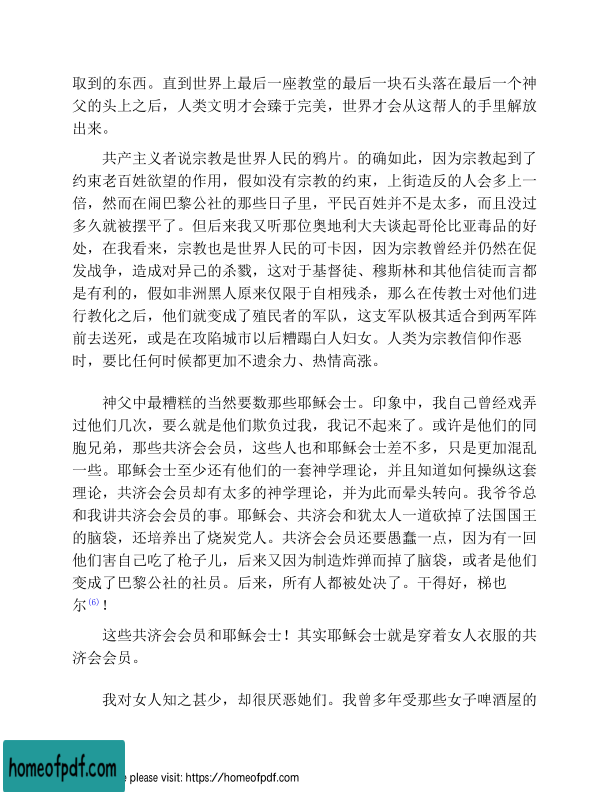 取到的东西。直到世界上最后一座教堂的最后一块石头落在最后一个神
父的头上之后，人类文明才会臻于完美，世界才会从这帮人的手里解放
出来。
共产主义者说宗教是世界人民的鸦片。的确如此，因为宗教起到了
约束老百姓欲望的作用，假如没有宗教的约束，上街造反的人会多上一
倍，然而在闹巴黎公社的那些日子里，平民百姓并不是太多，而且没过
多久就被摆平了。但后来我又听那位奥地利大夫谈起哥伦比亚毒品的好
处，在我看来，宗教也是世界人民的可卡因，因为宗教曾经并仍然在促
发战争，造成对异己的杀戮，这对于基督徒、穆斯林和其他信徒而言都
是有利的，假如非洲黑人原来仅限于自相残杀，那么在传教士对他们进
行教化之后，他们就变成了殖民者的军队，这支军队极其适合到两军阵
前去送死，或是在攻陷城市以后糟蹋白人妇女。人类为宗教信仰作恶
时，要比任何时候都更加不遗余力、热情高涨。
神父中最糟糕的当然要数那些耶稣会士。印象中，我自己曾经戏弄
过他们几次，要么就是他们欺负过我，我记不起来了。或许是他们的同
胞兄弟，那些共济会会员，这些人也和耶稣会士差不多，只是更加混乱
一些。耶稣会士至少还有他们的一套神学理论，并且知道如何操纵这套
理论，共济会会员却有太多的神学理论，并为此而晕头转向。我爷爷总
和我讲共济会会员的事。耶稣会、共济会和犹太人一道砍掉了法国国王
的脑袋，还培养出了烧炭党人。共济会会员还要愚蠢一点，因为有一回
他们害自己吃了枪子儿，后来又因为制造炸弹而掉了脑袋，或者是他们
变成了巴黎公社的社员。后来，所有人都被处决了。干得好，梯也
尔(6)！
这些共济会会员和耶稣会士！其实耶稣会士就是穿着女人衣服的共
济会会员。
我对女人知之甚少，却很厌恶她们。我曾多年受那些女子啤酒屋的
homeofpdf.com
e please visit: https://homeofpdf.com